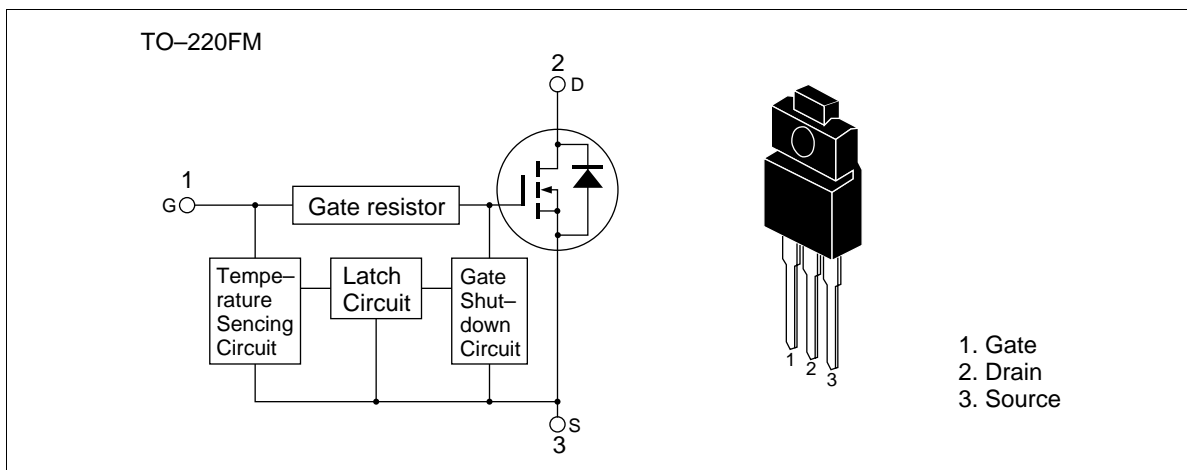 TO–220FM
2
D
1
G
Gate resistor
Tempe–
rature
Sencing
Circuit
Latch
Circuit
Gate
Shut–
down
Circuit
S
3
1
2
3
1. Gate
2. Drain
3. Source